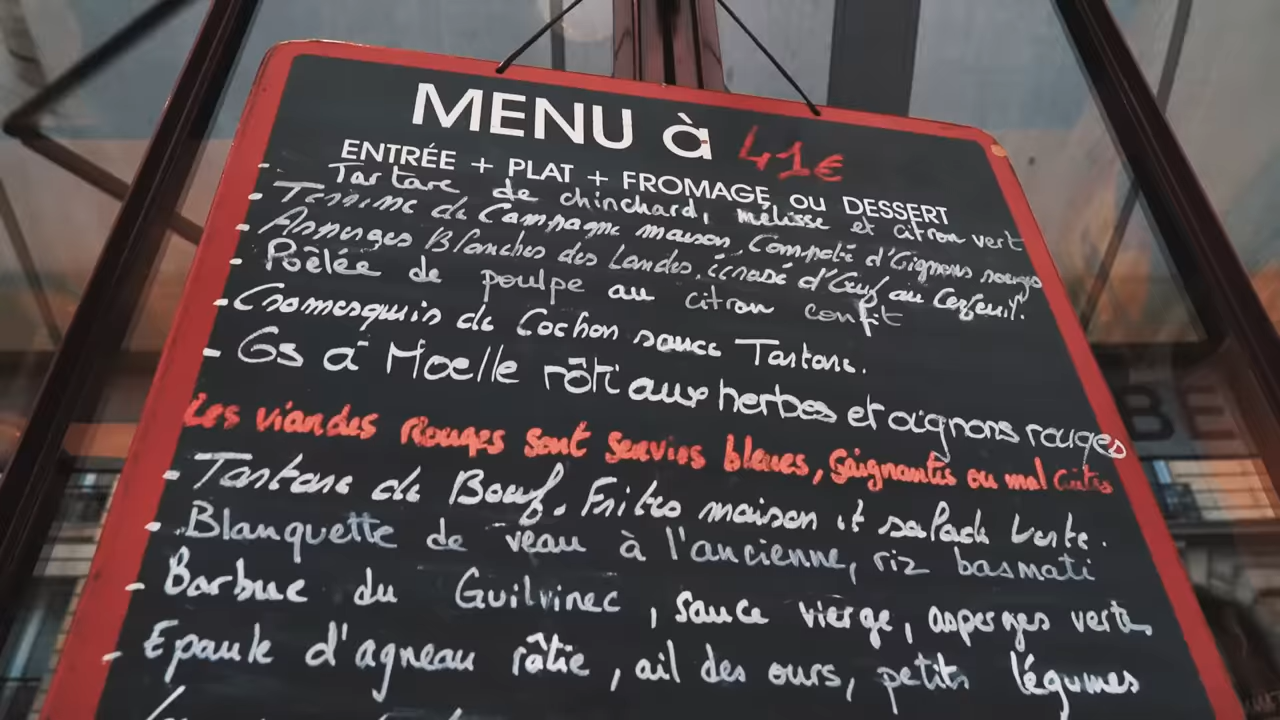 MENU à 41€
ENTRÉE + PLAT + FROMAGE OU DESSERT
- Tartare de chinchard, mélisse et citron vert
- Terrine de Campagne maison, Compoté d'Oignons rouges
- Asperges Blanches des Landes, écrasé d'Œuf au Cerfeuil.
- Poêlée de poulpe au citron confit
- Cromesquis de Cochon sauce Tartare.
- Os à Moelle rôti aux herbes et oignons rouges
Les viandes Rouges sont servies bleues, Saignantes ou mal cuites
- Tartare de Bœuf. Frites maison et salade verte.
- Blanquette de veau à l'ancienne, riz basmati
- Barbue du Guilvinec, sauce vierge, asperges vertes
- Epaule d'agneau rôtie, ail des ours, petits légumes
BE